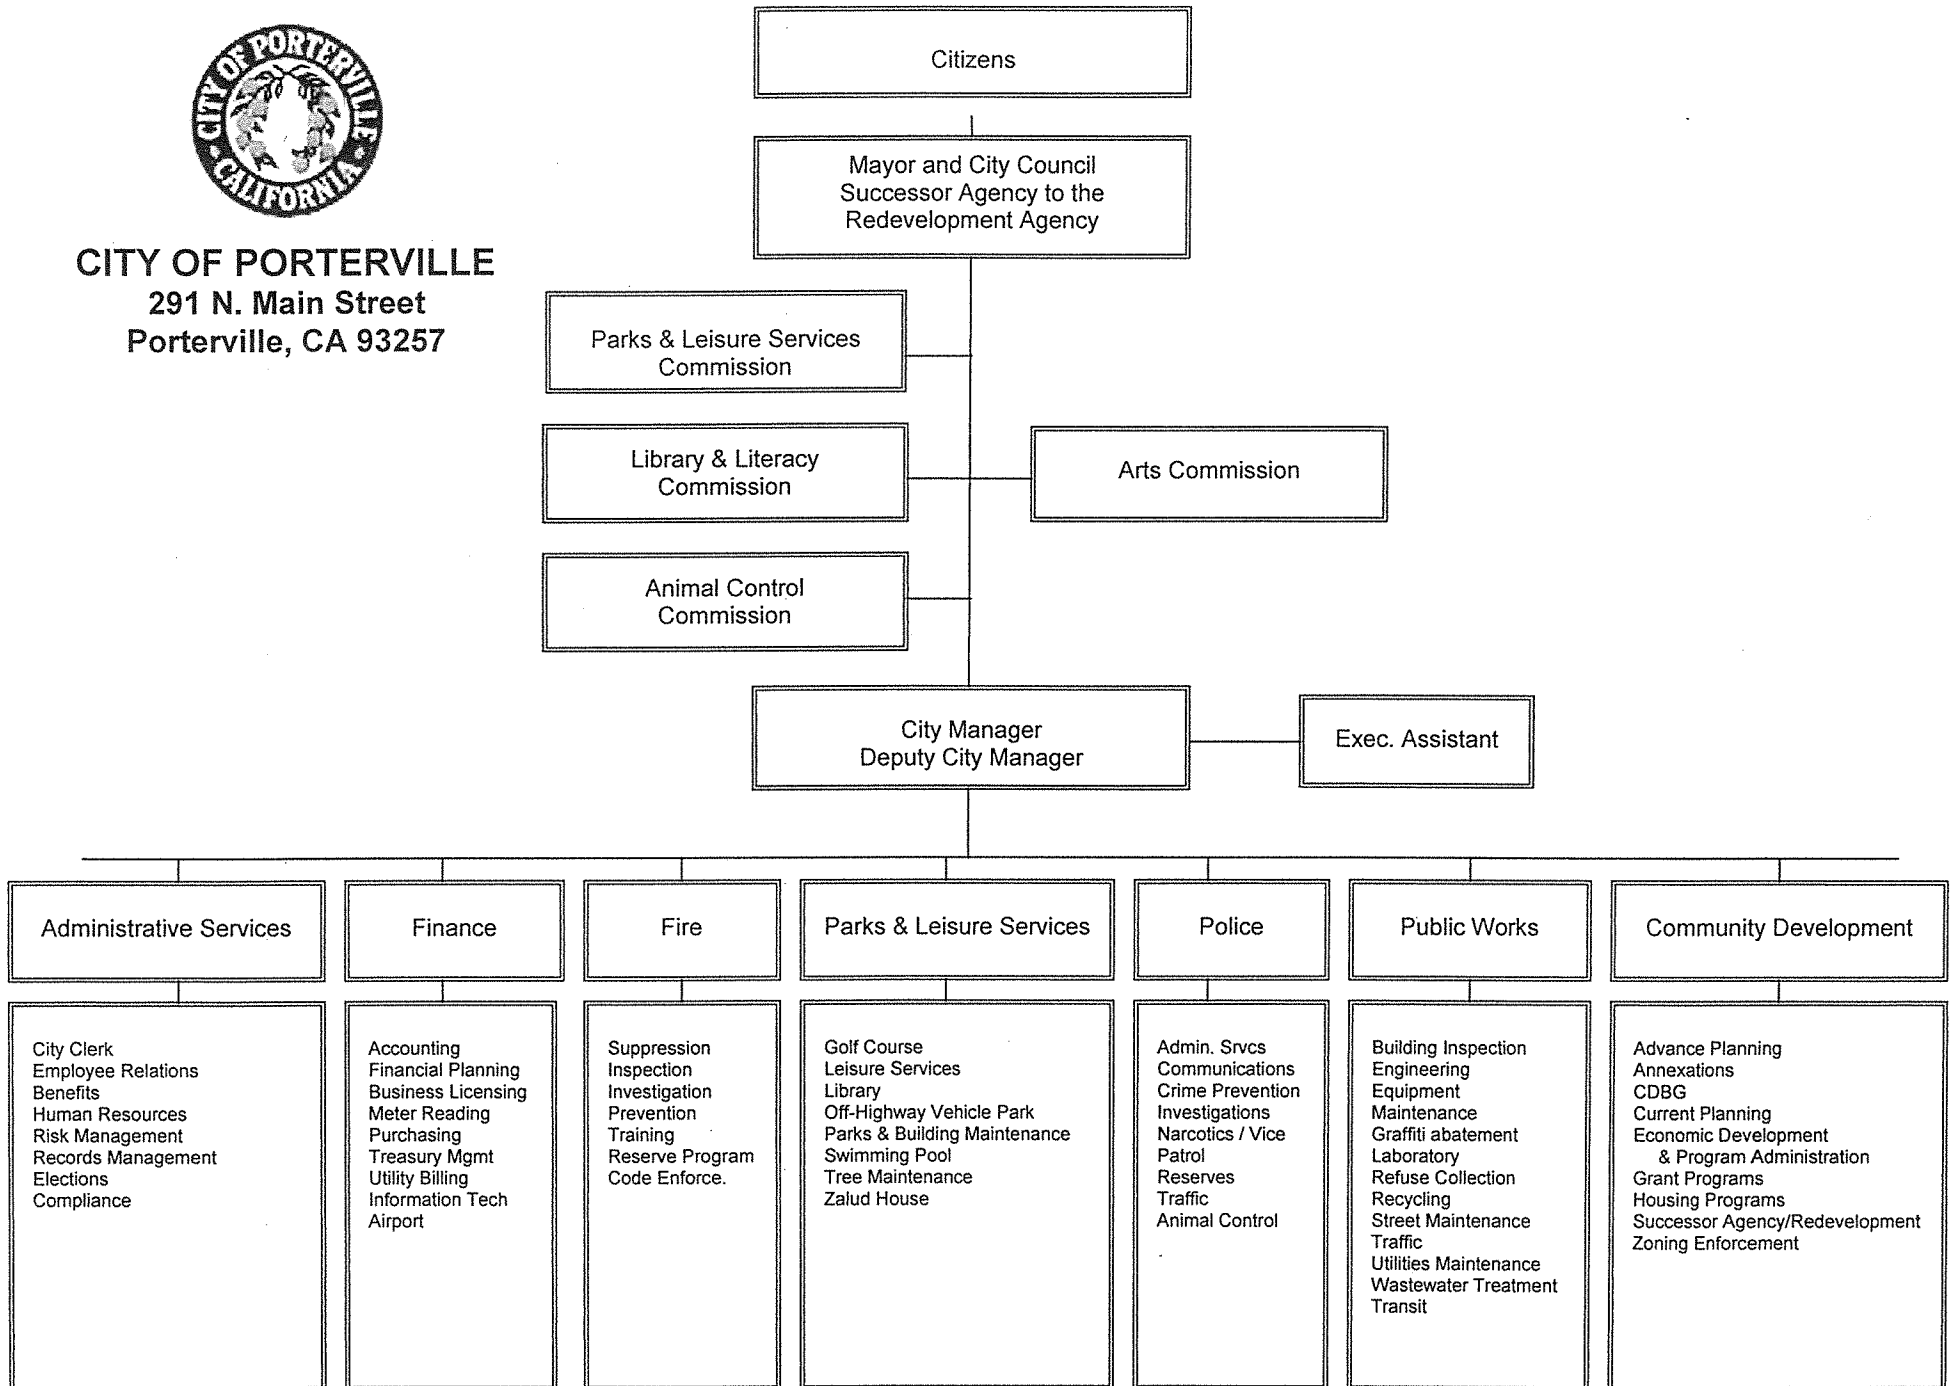 CITY OF PORTERVILLE
CALIFORNIA
CITY OF PORTERVILLE
291 N. Main Street
Porterville, CA 93257
Citizens
Mayor and City Council
Successor Agency to the
Redevelopment Agency
Parks & Leisure Services
Commission
Library & Literacy
Commission
Arts Commission
Animal Control
Commission
City Manager
Deputy City Manager
Exec. Assistant
Administrative Services
City Clerk
Employee Relations
Benefits
Human Resources
Risk Management
Records Management
Elections
Compliance
Finance
Accounting
Financial Planning
Business Licensing
Meter Reading
Purchasing
Treasury Mgmt
Utility Billing
Information Tech
Airport
Fire
Suppression
Inspection
Investigation
Prevention
Training
Reserve Program
Code Enforce.
Parks & Leisure Services
Golf Course
Leisure Services
Library
Off-Highway Vehicle Park
Parks & Building Maintenance
Swimming Pool
Tree Maintenance
Zalud House
Police
Admin. Srvcs
Communications
Crime Prevention
Investigations
Narcotics / Vice
Patrol
Reserves
Traffic
Animal Control
Public Works
Building Inspection
Engineering
Equipment
Maintenance
Graffiti abatement
Laboratory
Refuse Collection
Recycling
Street Maintenance
Traffic
Utilities Maintenance
Wastewater Treatment
Transit
Community Development
Advance Planning
Annexations
CDBG
Current Planning
Economic Development
& Program Administration
Grant Programs
Housing Programs
Successor Agency/Redevelopment
Zoning Enforcement